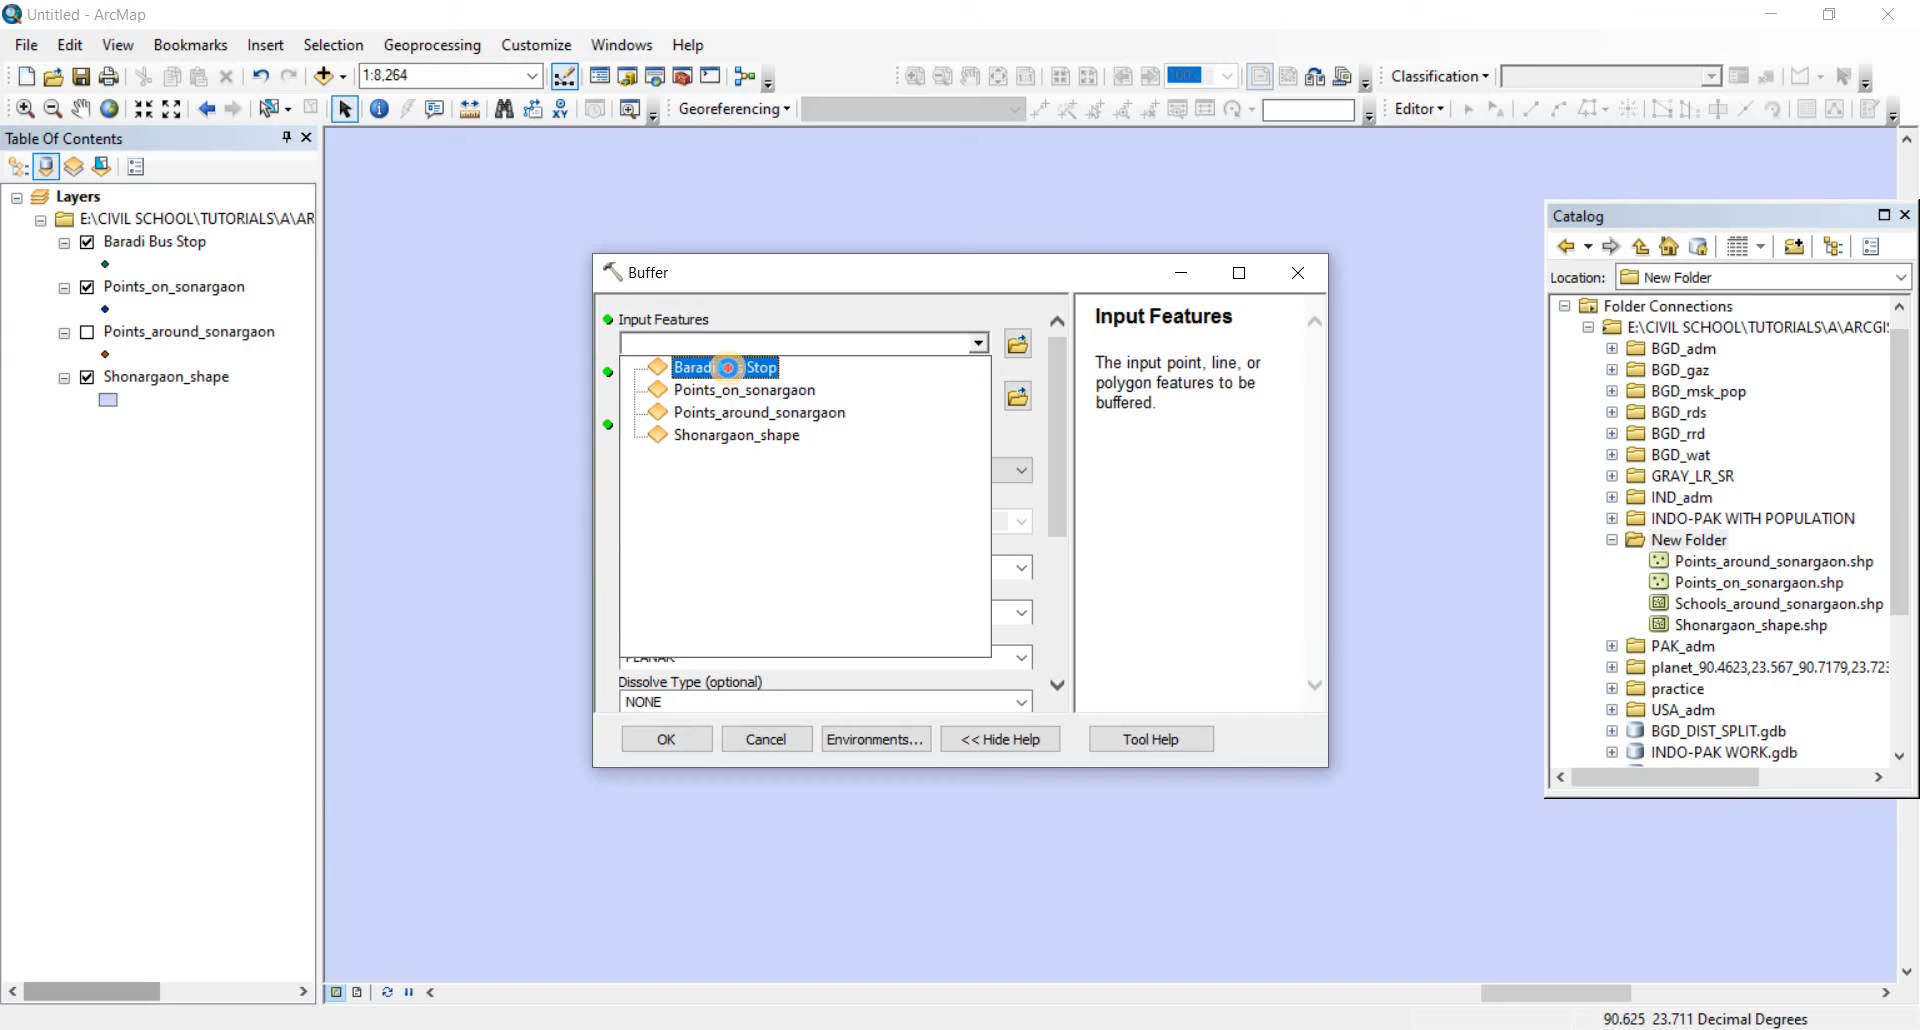 Untitled - ArcMap
File Edit View Bookmarks Insert Selection Geoprocessing Customize Windows Help
1:8,264
Classification
Georeferencing
Editor
Table Of Contents
Layers
E:\CIVIL SCHOOL\TUTORIALS\A\AR
Baradi Bus Stop
Points_on_sonargaon
Points_around_sonargaon
Shonargaon_shape
Buffer
Input Features
Points_on_sonargaon
Points_around_sonargaon
Shonargaon_shape
PLANAR
Dissolve Type (optional)
NONE
OK Cancel Environments... << Hide Help Tool Help
Input Features
The input point, line, or
polygon features to be
buffered.
Catalog
Location: New Folder
Folder Connections
E:\CIVIL SCHOOL\TUTORIALS\A\ARCGI
BGD_adm
BGD_gaz
BGD_msk_pop
BGD_rds
BGD_rrd
BGD_wat
GRAY_LR_SR
IND_adm
INDO-PAK WITH POPULATION
New Folder
Points_around_sonargaon.shp
Points_on_sonargaon.shp
Schools_around_sonargaon.shp
Shonargaon_shape.shp
PAK_adm
planet_90.4623,23.567_90.7179,23.723
practice
USA_adm
BGD_DIST_SPLIT.gdb
INDO-PAK WORK.gdb
90.625 23.711 Decimal Degrees